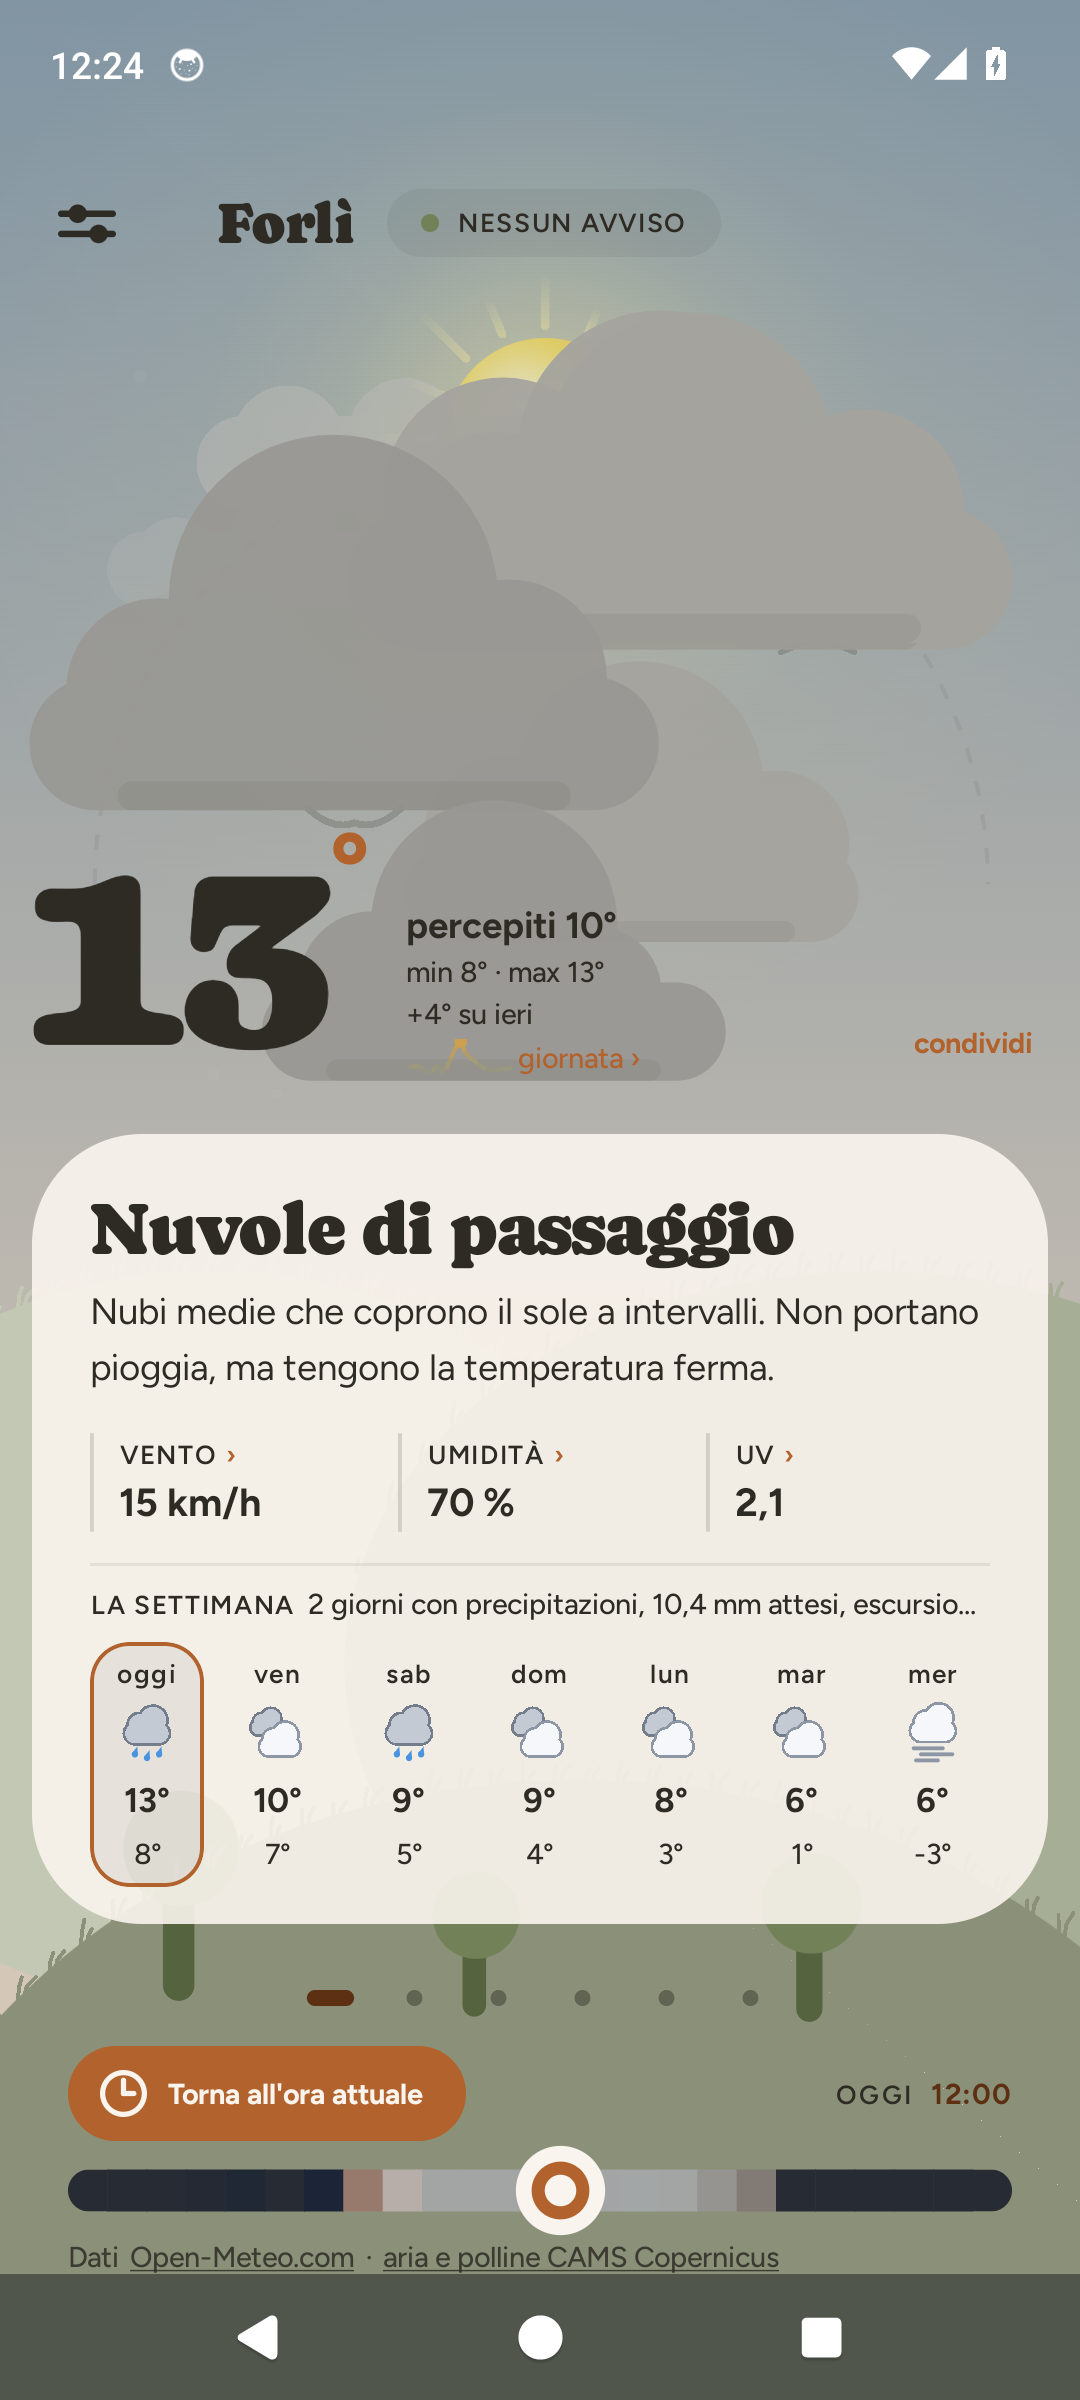 12:24
Forlì
NESSUN AVVISO
13
percepiti 10°
min 8° · max 13°
+4° su ieri
giornata ›
condividi
Nuvole di passaggio
Nubi medie che coprono il sole a intervalli. Non portano
pioggia, ma tengono la temperatura ferma.
VENTO › UMIDITÀ › UV ›
15 km/h 70 % 2,1
LA SETTIMANA 2 giorni con precipitazioni, 10,4 mm attesi, escursio...
oggi ven sab dom lun mar mer
13° 10° 9° 9° 8° 6° 6°
8° 7° 5° 4° 3° 1° -3°
Torna all'ora attuale
OGGI 12:00
Dati Open-Meteo.com · aria e polline CAMS Copernicus